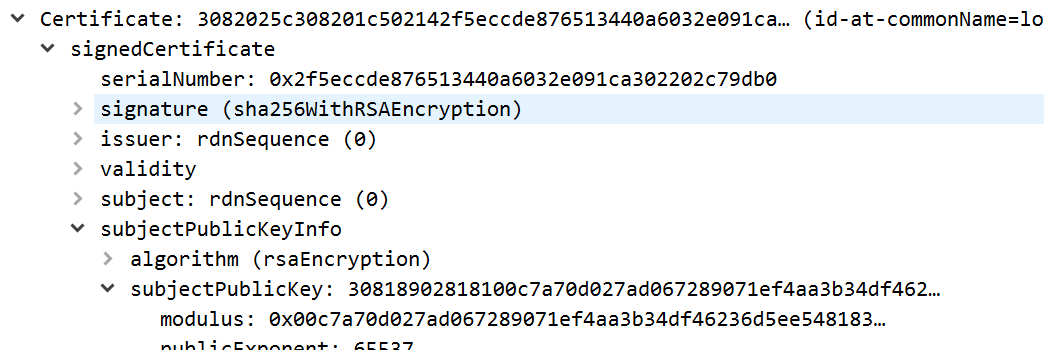 Certificate: 3082025c308201c502142f5eccde876513440a6032e091ca… (id-at-commonName=lo
signedCertificate
serialNumber: 0x2f5eccde876513440a6032e091ca302202c79db0
signature (sha256WithRSAEncryption)
issuer: rdnSequence (0)
validity
subject: rdnSequence (0)
subjectPublicKeyInfo
algorithm (rsaEncryption)
subjectPublicKey: 30818902818100c7a70d027ad067289071ef4aa3b34df462…
modulus: 0x00c7a70d027ad067289071ef4aa3b34df46236d5ee548183…
publicExponent: 65537